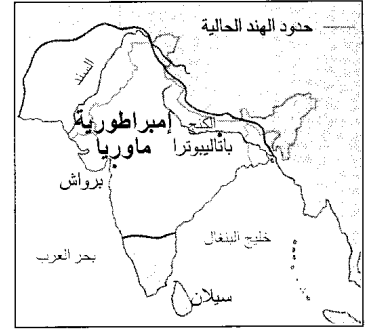 حدود الهند الحالية
السند
إمبراطورية
ماوريا
الكنج
باتاليبوترا
برواش
خليج البنغال
بحر العرب
سيلان